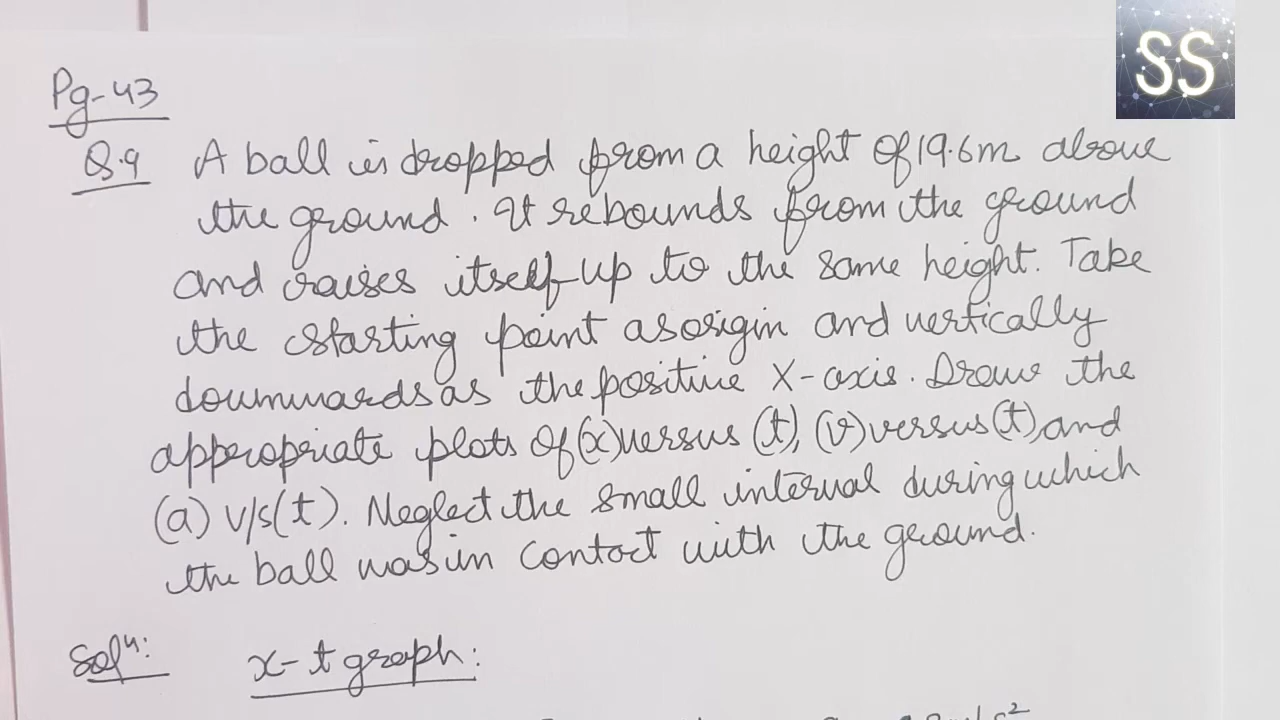 SS
Pg-43
Q.9 A ball is dropped from a height of 19.6m above
the ground. It rebounds from the ground
and raises itself up to the same height. Take
the starting point as origin and vertically
downwards as the positive X-axis. Draw the
appropriate plots of (x) versus (t), (v) versus (t) and
(a) v/s (t). Neglect the small interval during which
the ball was in contact with the ground.
Solⁿ: x-t graph: